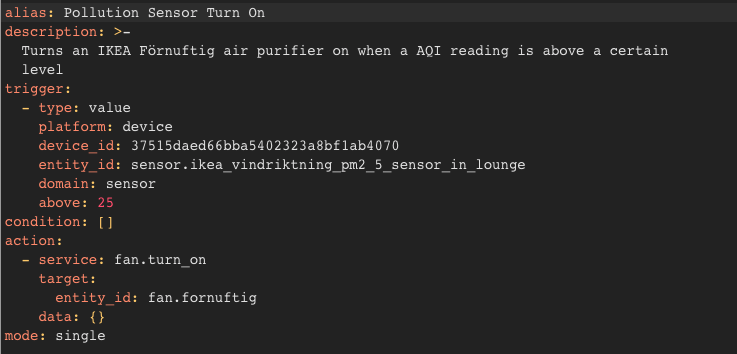 alias: Pollution Sensor Turn On
description: >-
  Turns an IKEA Förnuftig air purifier on when a AQI reading is above a certain
  level
trigger:
  - type: value
    platform: device
    device_id: 37515daed66bba5402323a8bf1ab4070
    entity_id: sensor.ikea_vindriktning_pm2_5_sensor_in_lounge
    domain: sensor
    above: 25
condition: []
action:
  - service: fan.turn_on
    target:
      entity_id: fan.fornuftig
    data: {}
mode: single